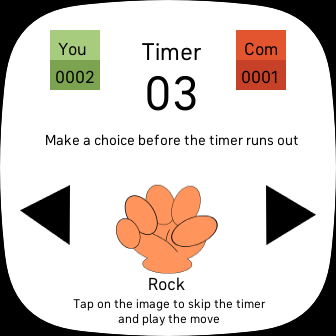 You
Timer
Com
0002
03
0001
Make a choice before the timer runs out
Rock
Tap on the image to skip the timer
and play the move